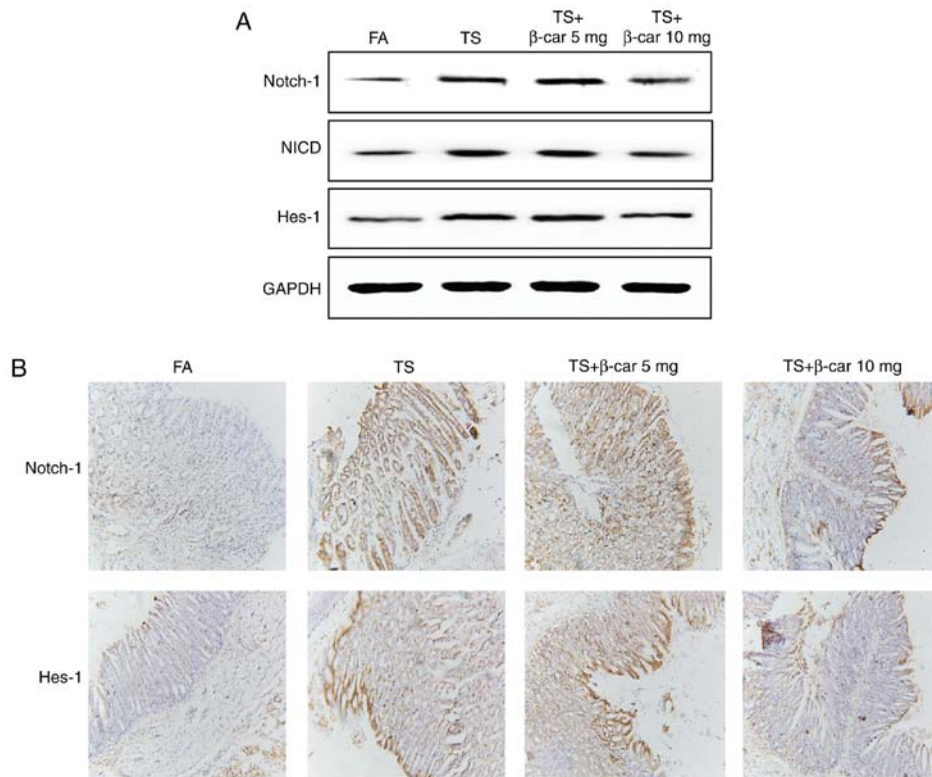 A
FA
TS
TS+
β-car 5 mg
TS+
β-car 10 mg
Notch-1
NICD
Hes-1
GAPDH
B
FA
TS
TS+β-car 5 mg
TS+β-car 10 mg
Notch-1
Hes-1